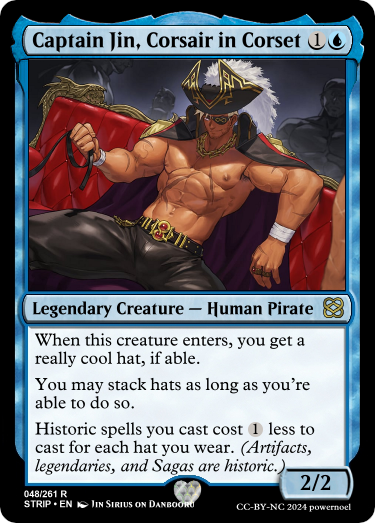 Captain Jin, Corsair in Corset 1
Legendary Creature — Human Pirate
When this creature enters, you get a
really cool hat, if able.
You may stack hats as long as you're
able to do so.
Historic spells you cast cost 1 less to
cast for each hat you wear. (Artifacts,
legendaries, and Sagas are historic.)
2/2
048/261 R
STRIP • EN Jin Sirius on Danbooru
CC-BY-NC 2024 powernoel